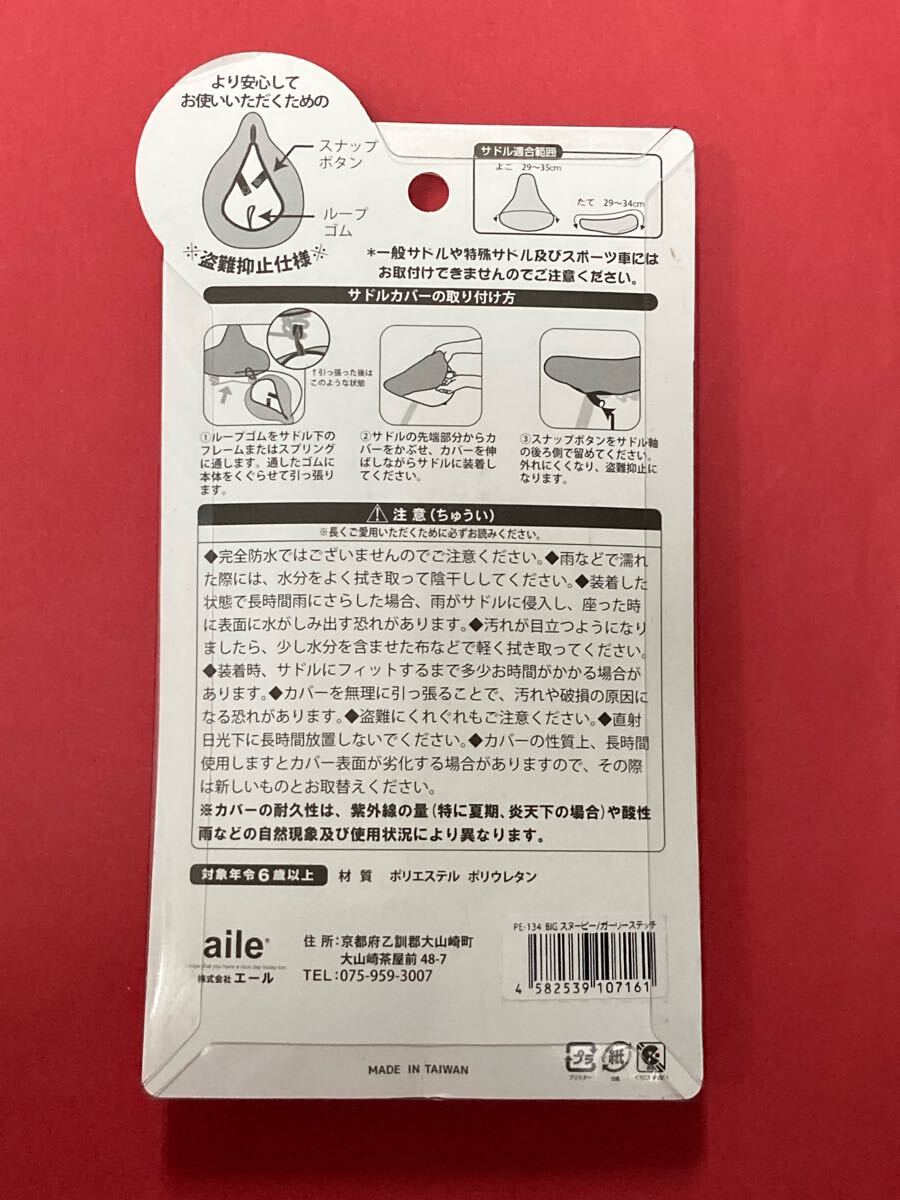 より安心して
お使いいただくための
スナップ
ボタン
ループ
ゴム
※盗難抑止仕様※
サドル適合範囲
よこ 29～35cm
たて 29～34cm
＊一般サドルや特殊サドル及びスポーツ車には
お取付けできませんのでご注意ください。
サドルカバーの取り付け方
↑引っ張った後は
このような状態
①ループゴムをサドル下の
フレームまたはスプリング
に通します。通したゴムに
本体をくぐらせて引っ張り
ます。
②サドルの先端部分からカ
バーをかぶせ、カバーを伸
ばしながらサドルに装着し
てください。
③スナップボタンをサドル軸
の後ろ側で留めてください。
外れにくくなり、盗難抑止に
なります。
注意(ちゅうい)
※長くご愛用いただくために必ずお読みください。
◆完全防水ではございませんのでご注意ください。◆雨などで濡れ
た際には、水分をよく拭き取って陰干ししてください。◆装着した
状態で長時間雨にさらした場合、雨がサドルに侵入し、座った時
に表面に水がしみ出す恐れがあります。◆汚れが目立つようになり
ましたら、少し水分を含ませた布などで軽く拭き取ってください。
◆装着時、サドルにフィットするまで多少お時間がかかる場合が
あります。◆カバーを無理に引っ張ることで、汚れや破損の原因に
なる恐れがあります。◆盗難にくれぐれもご注意ください。◆直射
日光下に長時間放置しないでください。◆カバーの性質上、長時間
使用しますとカバー表面が劣化する場合がありますので、その際
は新しいものとお取替えください。
※カバーの耐久性は、紫外線の量(特に夏期、炎天下の場合)や酸性
雨などの自然現象及び使用状況により異なります。
対象年令6歳以上 材質 ポリエステル ポリウレタン
aile®
I hope that you have a nice day today too.
株式会社エール
住所:京都府乙訓郡大山崎町
大山崎茶屋前 48-7
TEL:075-959-3007
PE-134 BIG スヌーピー/ガーリーステッチ
4 582539 107161
プラ
ブリスター
紙
台紙
MADE IN TAIWAN